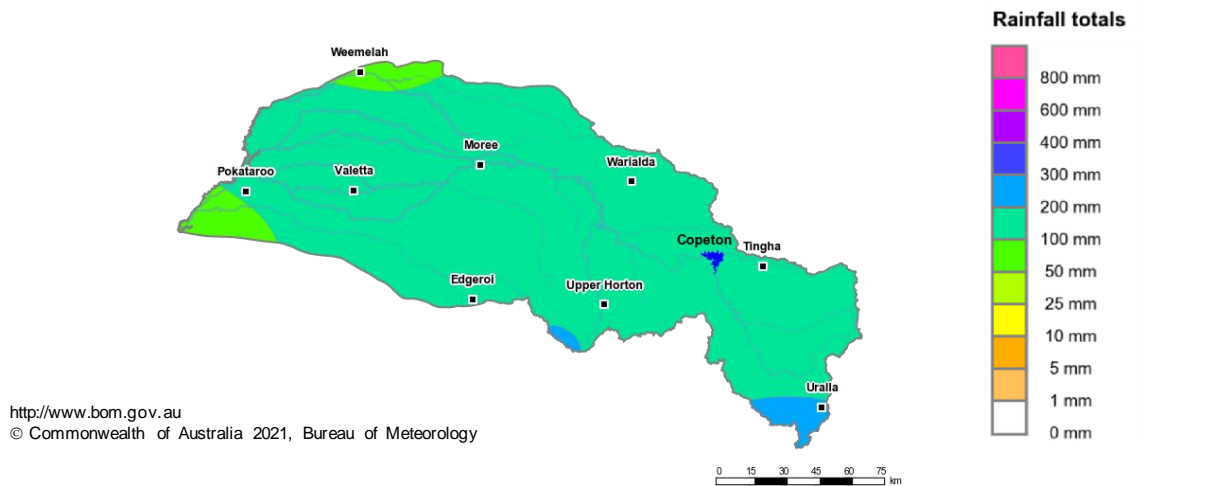 Rainfall totals
Weemelah
800 mm
600 mm
400 mm
Moree
Warialda
300 mm
Pokataroo
Valetta
200 mm
100 mm
Copeton
Tingha
50 mm
Edgeroi
Upper Horton
25 mm
10 mm
5 mm
Uralla
1 mm
http://www.bom.gov.au
0 mm
© Commonwealth of Australia 2021, Bureau of Meteorology
0 15 30 45 60 75
km